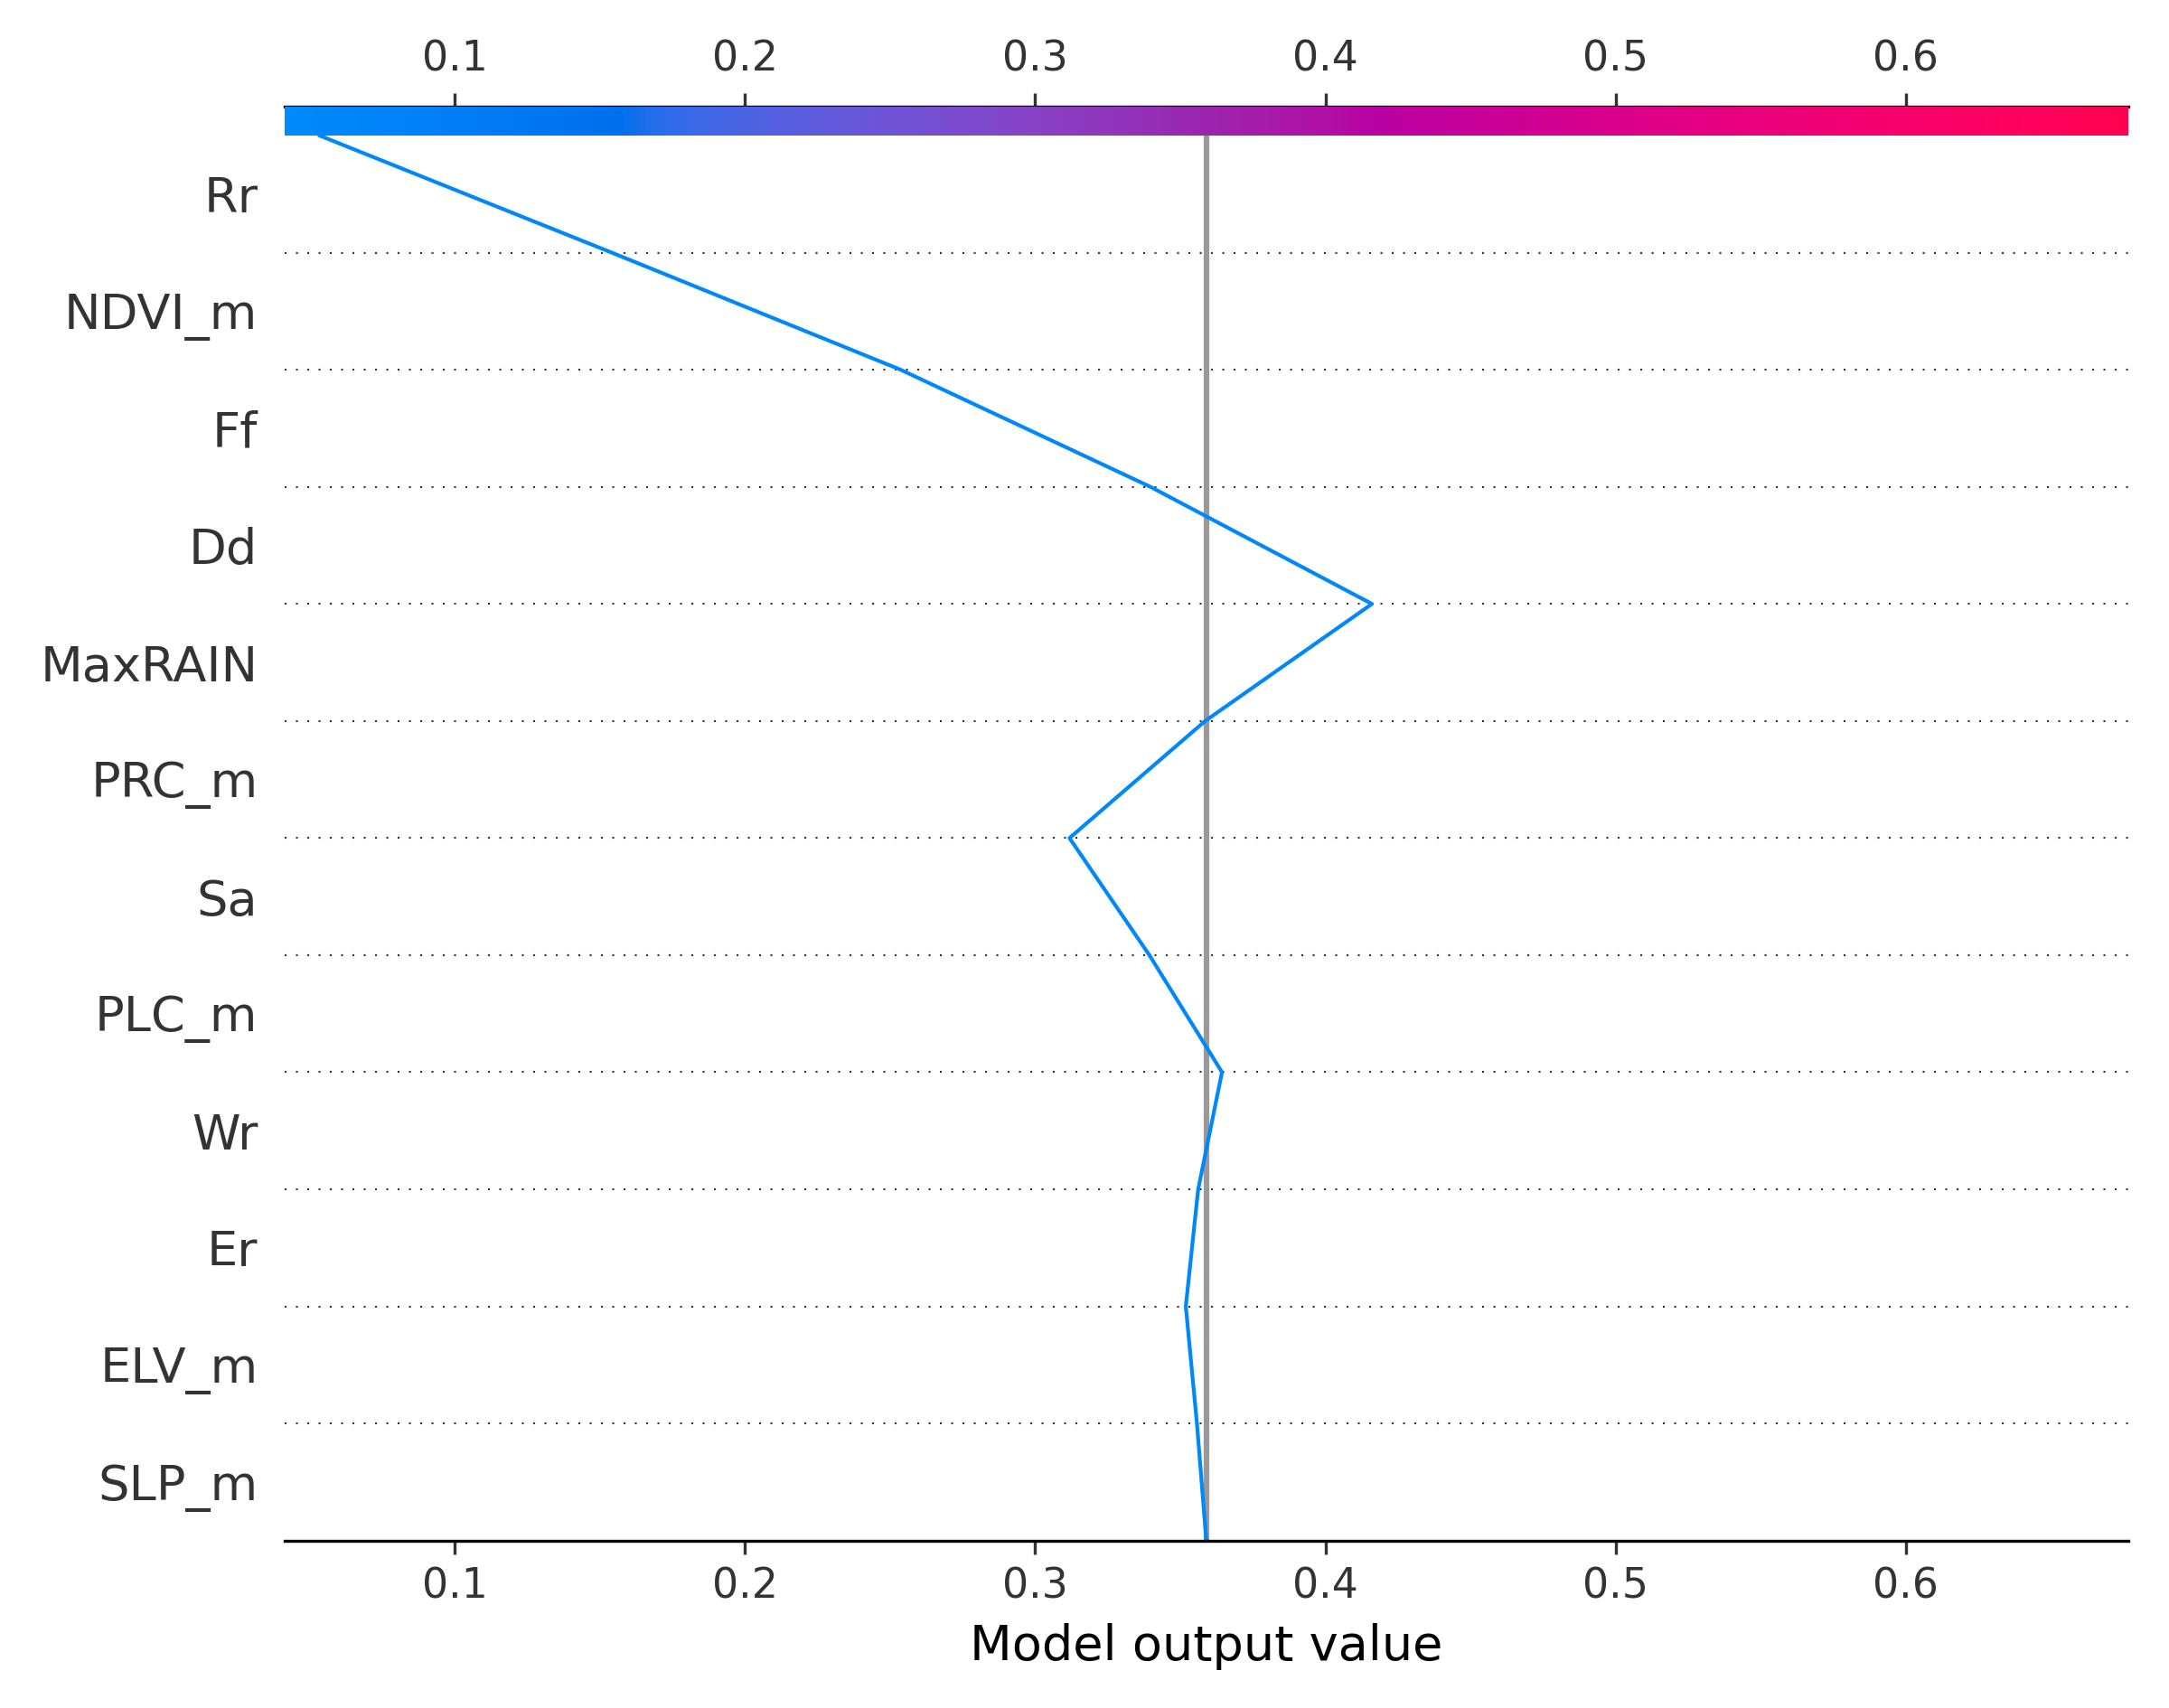 0.1 0.2 0.3 0.4 0.5 0.6
Rr
NDVI_m
Ff
Dd
MaxRAIN
PRC_m
Sa
PLC_m
Wr
Er
ELV_m
SLP_m
0.1 0.2 0.3 0.4 0.5 0.6
Model output value